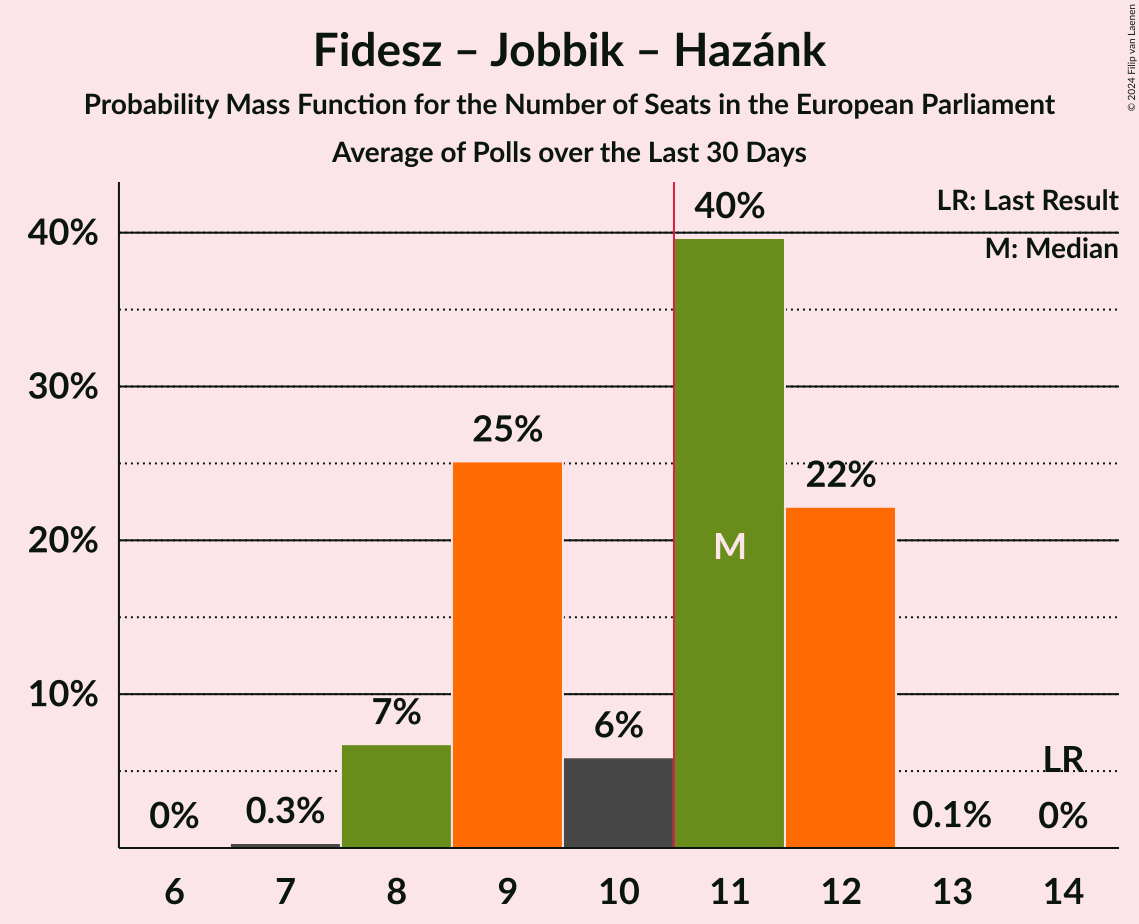 Fidesz – Jobbik – Hazánk
Probability Mass Function for the Number of Seats in the European Parliament
Average of Polls over the Last 30 Days
© 2024 Filip van Laenen
LR: Last Result
M: Median
40%
30%
20%
10%
0%
0.3%
7%
25%
6%
40%
M
22%
0.1%
LR
0%
6 7 8 9 10 11 12 13 14